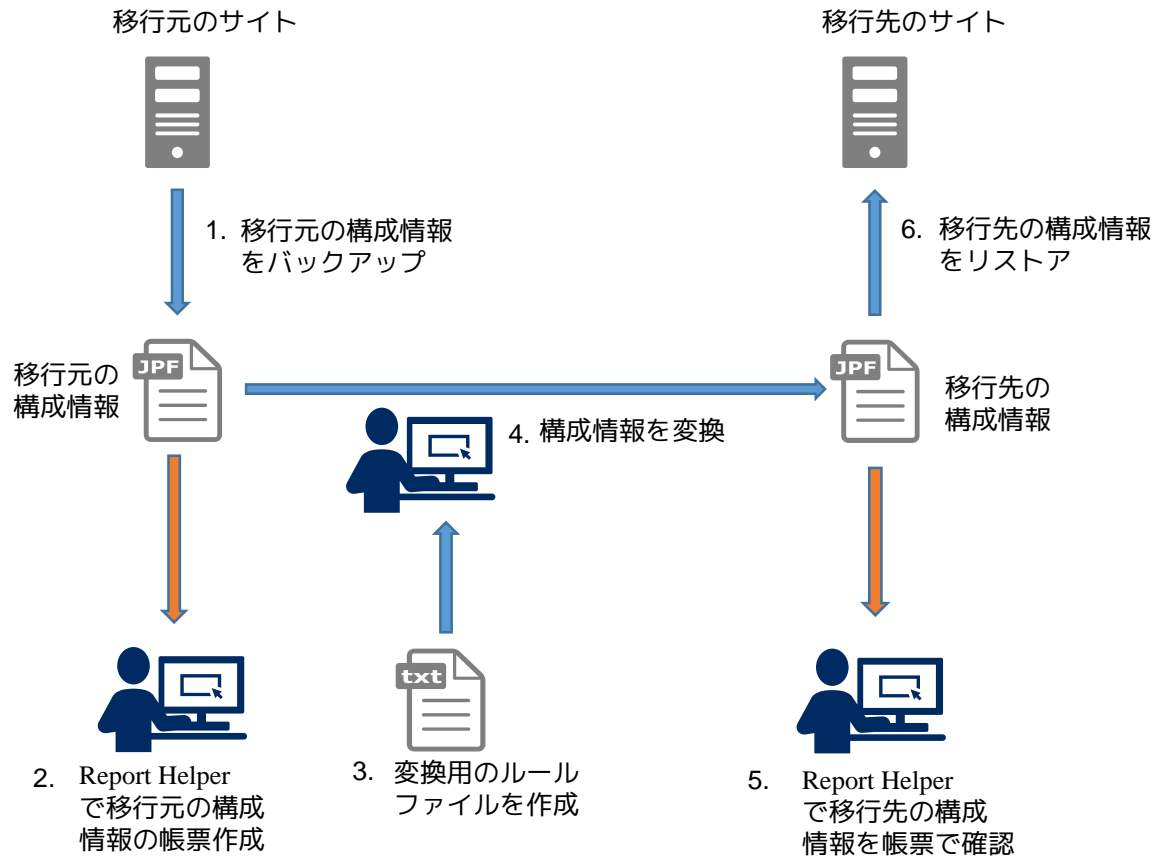 移行元のサイト
移行先のサイト
1. 移行元の構成情報
をバックアップ
6. 移行先の構成情報
をリストア
JPF
移行元の
構成情報
JPF
移行先の
構成情報
4. 構成情報を変換
txt
2. Report Helper
で移行元の構成
情報の帳票作成
3. 変換用のルール
ファイルを作成
5. Report Helper
で移行先の構成
情報を帳票で確認